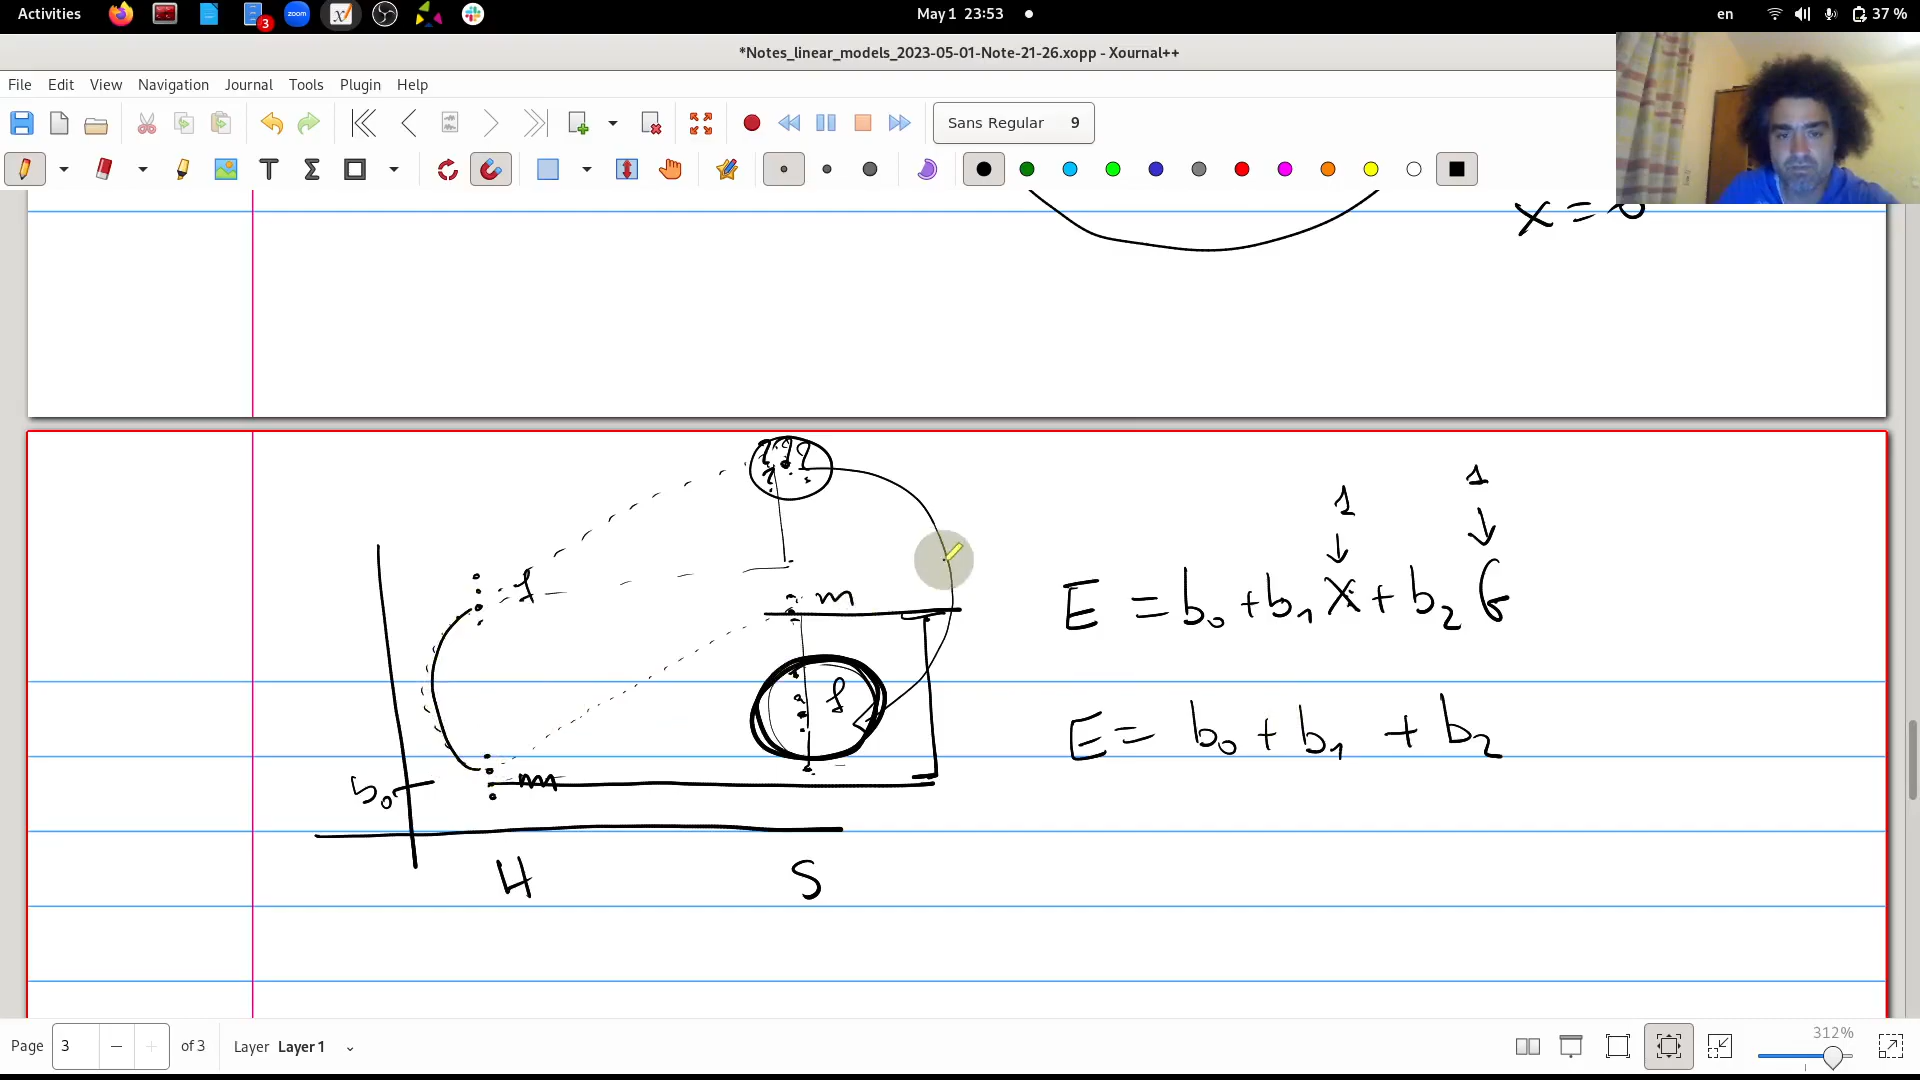 Activities
3
zoom
May 1 23:53
en
37 %
*Notes_linear_models_2023-05-01-Note-21-26.xopp - Xournal++
File Edit View Navigation Journal Tools Plugin Help
Sans Regular 9
x = 0
1
1
f
m
E = b0 + b1 X + b2 G
f
E = b0 + b1 + b2
b0
m
H S
Page 3 of 3 Layer Layer 1
312%